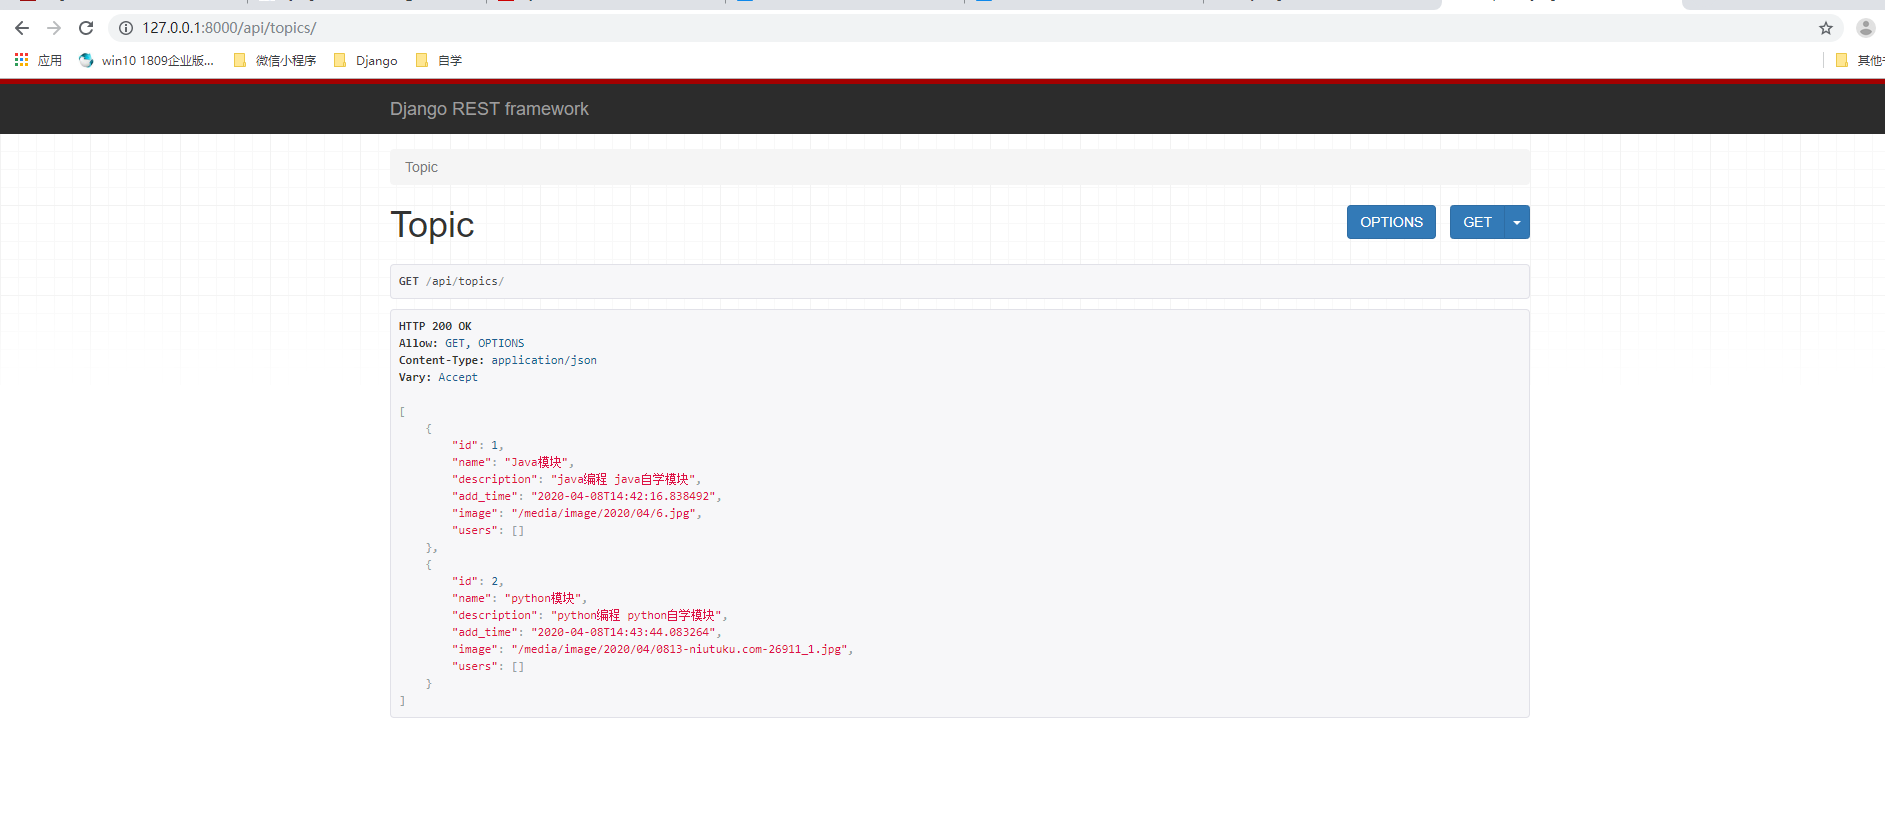 127.0.0.1:8000/api/topics/
应用 win10 1809企业版... 微信小程序 Django 自学 其他
Django REST framework
Topic
Topic OPTIONS GET
GET /api/topics/
HTTP 200 OK
Allow: GET, OPTIONS
Content-Type: application/json
Vary: Accept
[
{
"id": 1,
"name": "Java模块",
"description": "java编程 java自学模块",
"add_time": "2020-04-08T14:42:16.838492",
"image": "/media/image/2020/04/6.jpg",
"users": []
},
{
"id": 2,
"name": "python模块",
"description": "python编程 python自学模块",
"add_time": "2020-04-08T14:43:44.083264",
"image": "/media/image/2020/04/0813-niutuku.com-26911_1.jpg",
"users": []
}
]